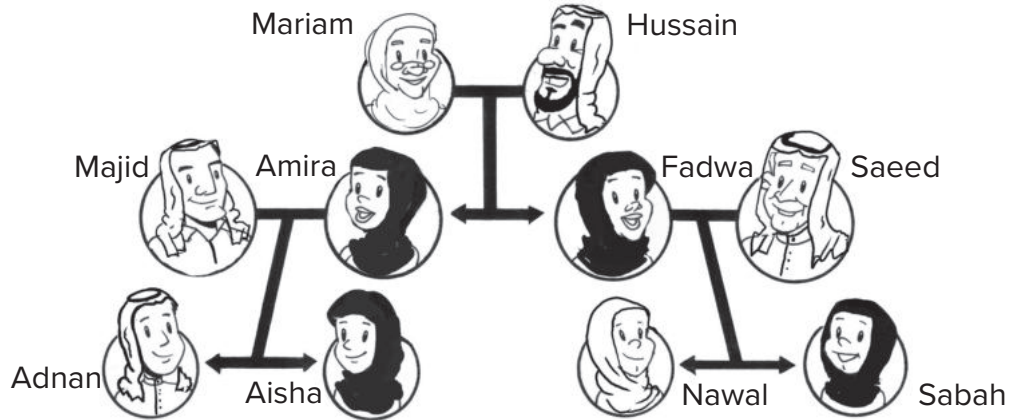 Mariam
Hussain
Majid
Amira
Fadwa
Saeed
Adnan
Aisha
Nawal
Sabah